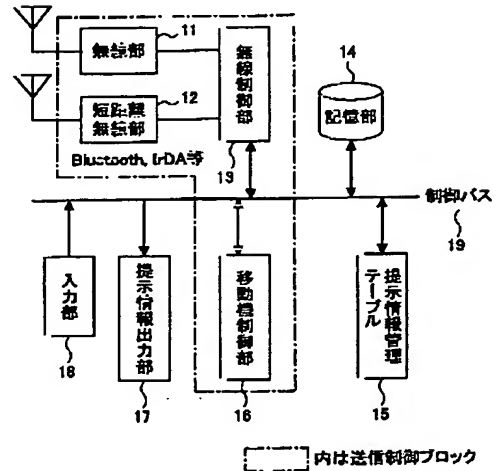 無線部
11
短距離
無線部
12
Bluetooth, IrDA等
無線制御部
13
14
記憶部
制御バス
19
入力部
18
提示情報
出力部
17
移動機制御部
16
提示情報管理
テーブル
15
内は送信制御ブロック